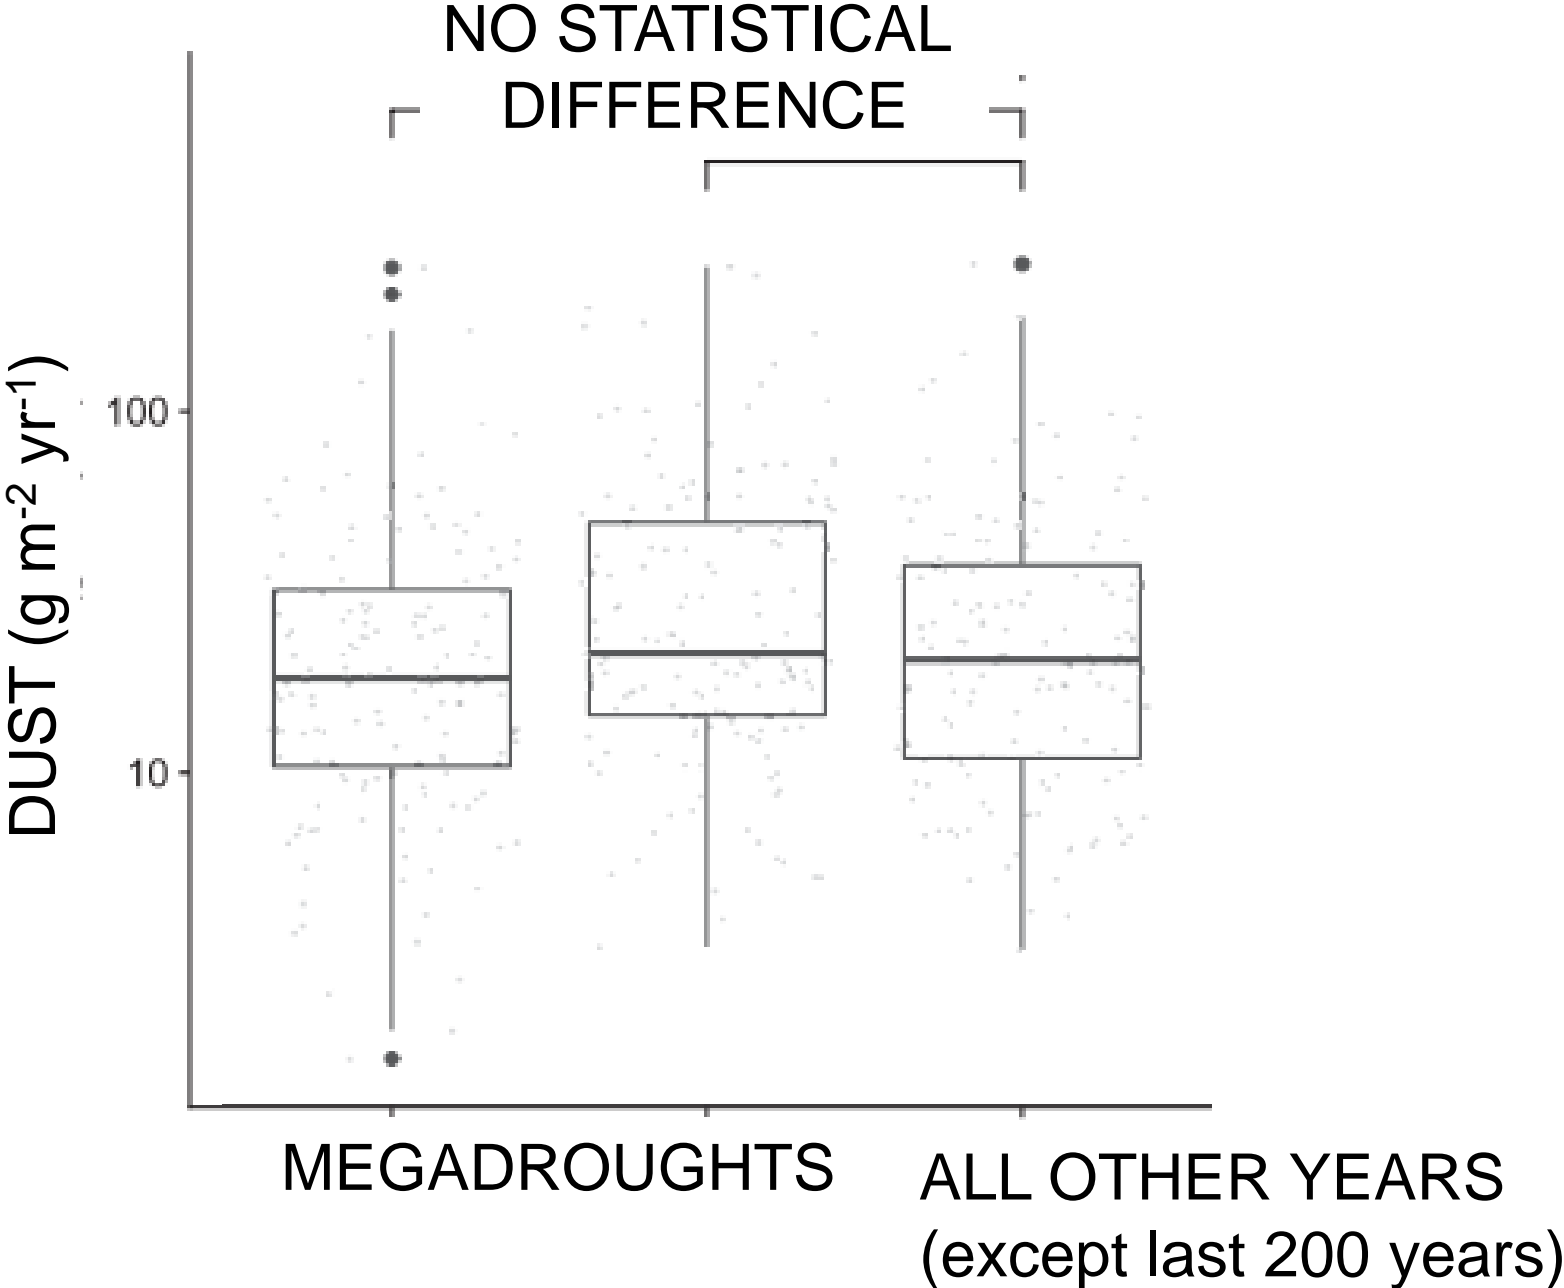 NO STATISTICAL
DIFFERENCE
DUST (g m⁻² yr⁻¹)
100
10
MEGADROUGHTS
ALL OTHER YEARS
(except last 200 years)